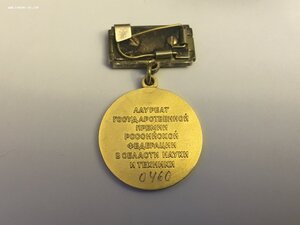 ЛАУРЕАТ
ГОСУДАРСТВЕННОЙ
ПРЕМИИ
РОССИЙСКОЙ
ФЕДЕРАЦИИ
В ОБЛАСТИ НАУКИ
И ТЕХНИКИ
0460